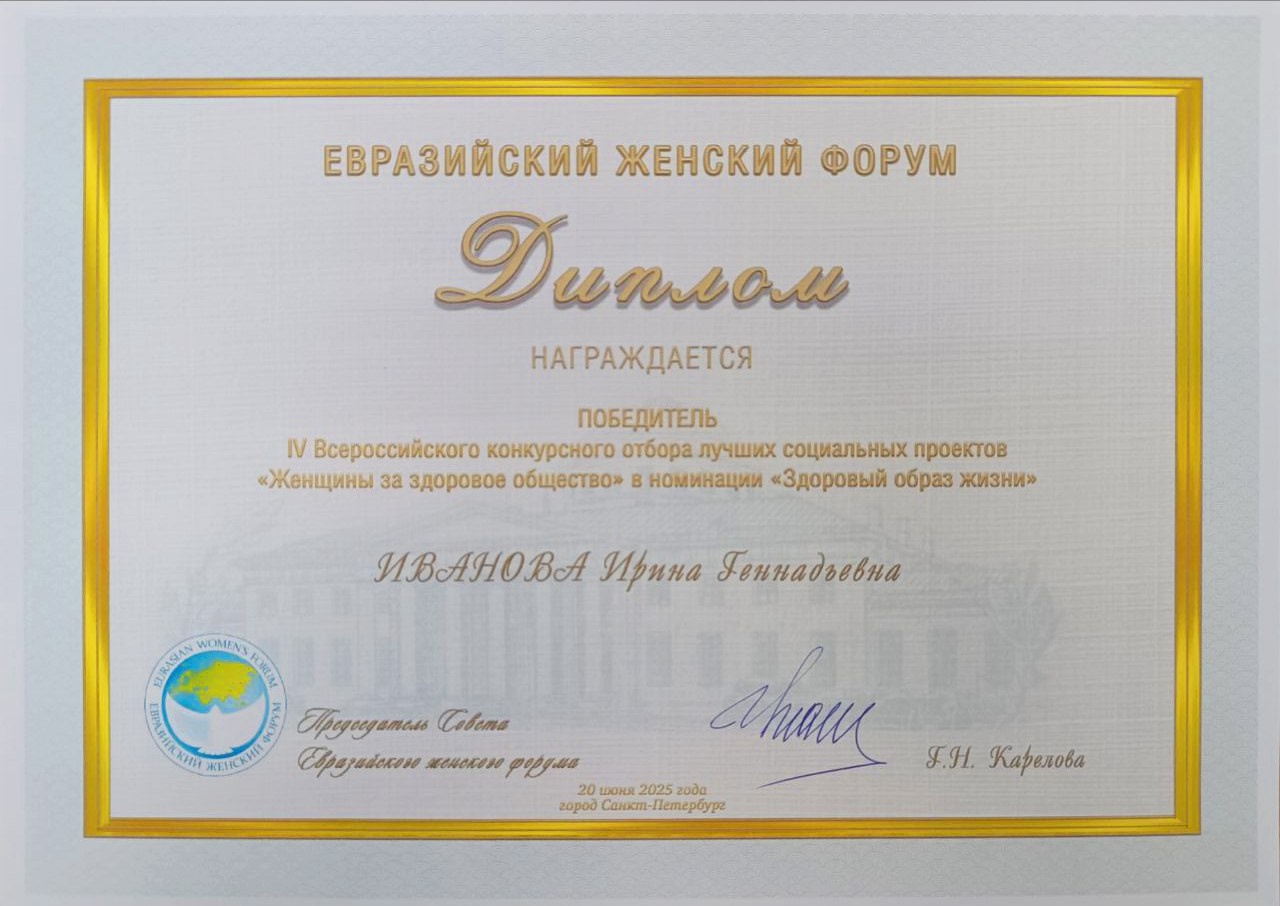 ЕВРАЗИЙСКИЙ ЖЕНСКИЙ ФОРУМ
Диплом
НАГРАЖДАЕТСЯ
ПОБЕДИТЕЛЬ
IV Всероссийского конкурсного отбора лучших социальных проектов
«Женщины за здоровое общество» в номинации «Здоровый образ жизни»
ИВАНОВА Ирина Геннадьевна
EURASIAN WOMEN'S FORUM
ЕВРАЗИЙСКИЙ ЖЕНСКИЙ ФОРУМ
Председатель Совета
Евразийского женского форума
Г.Н. Карелова
20 июня 2025 года
город Санкт-Петербург